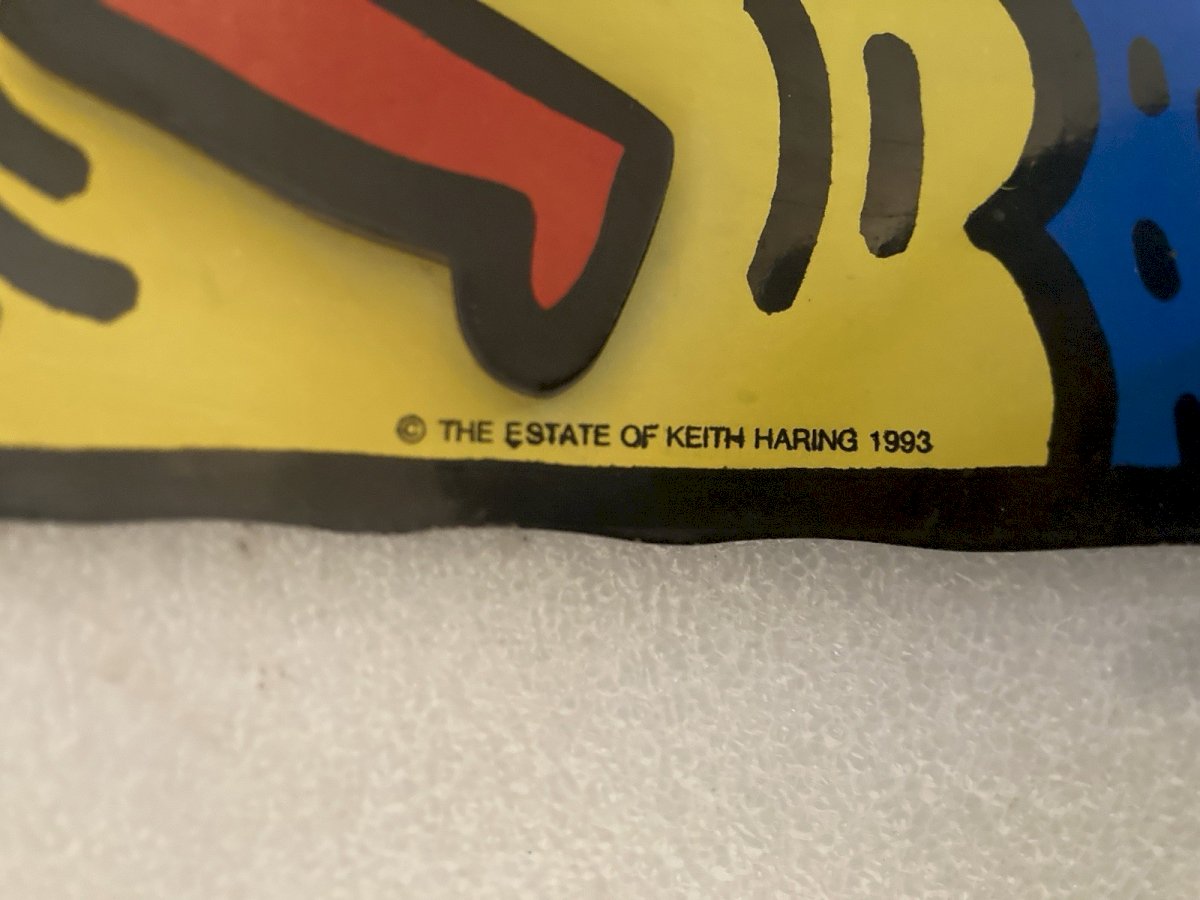 © THE ESTATE OF KEITH HARING 1993